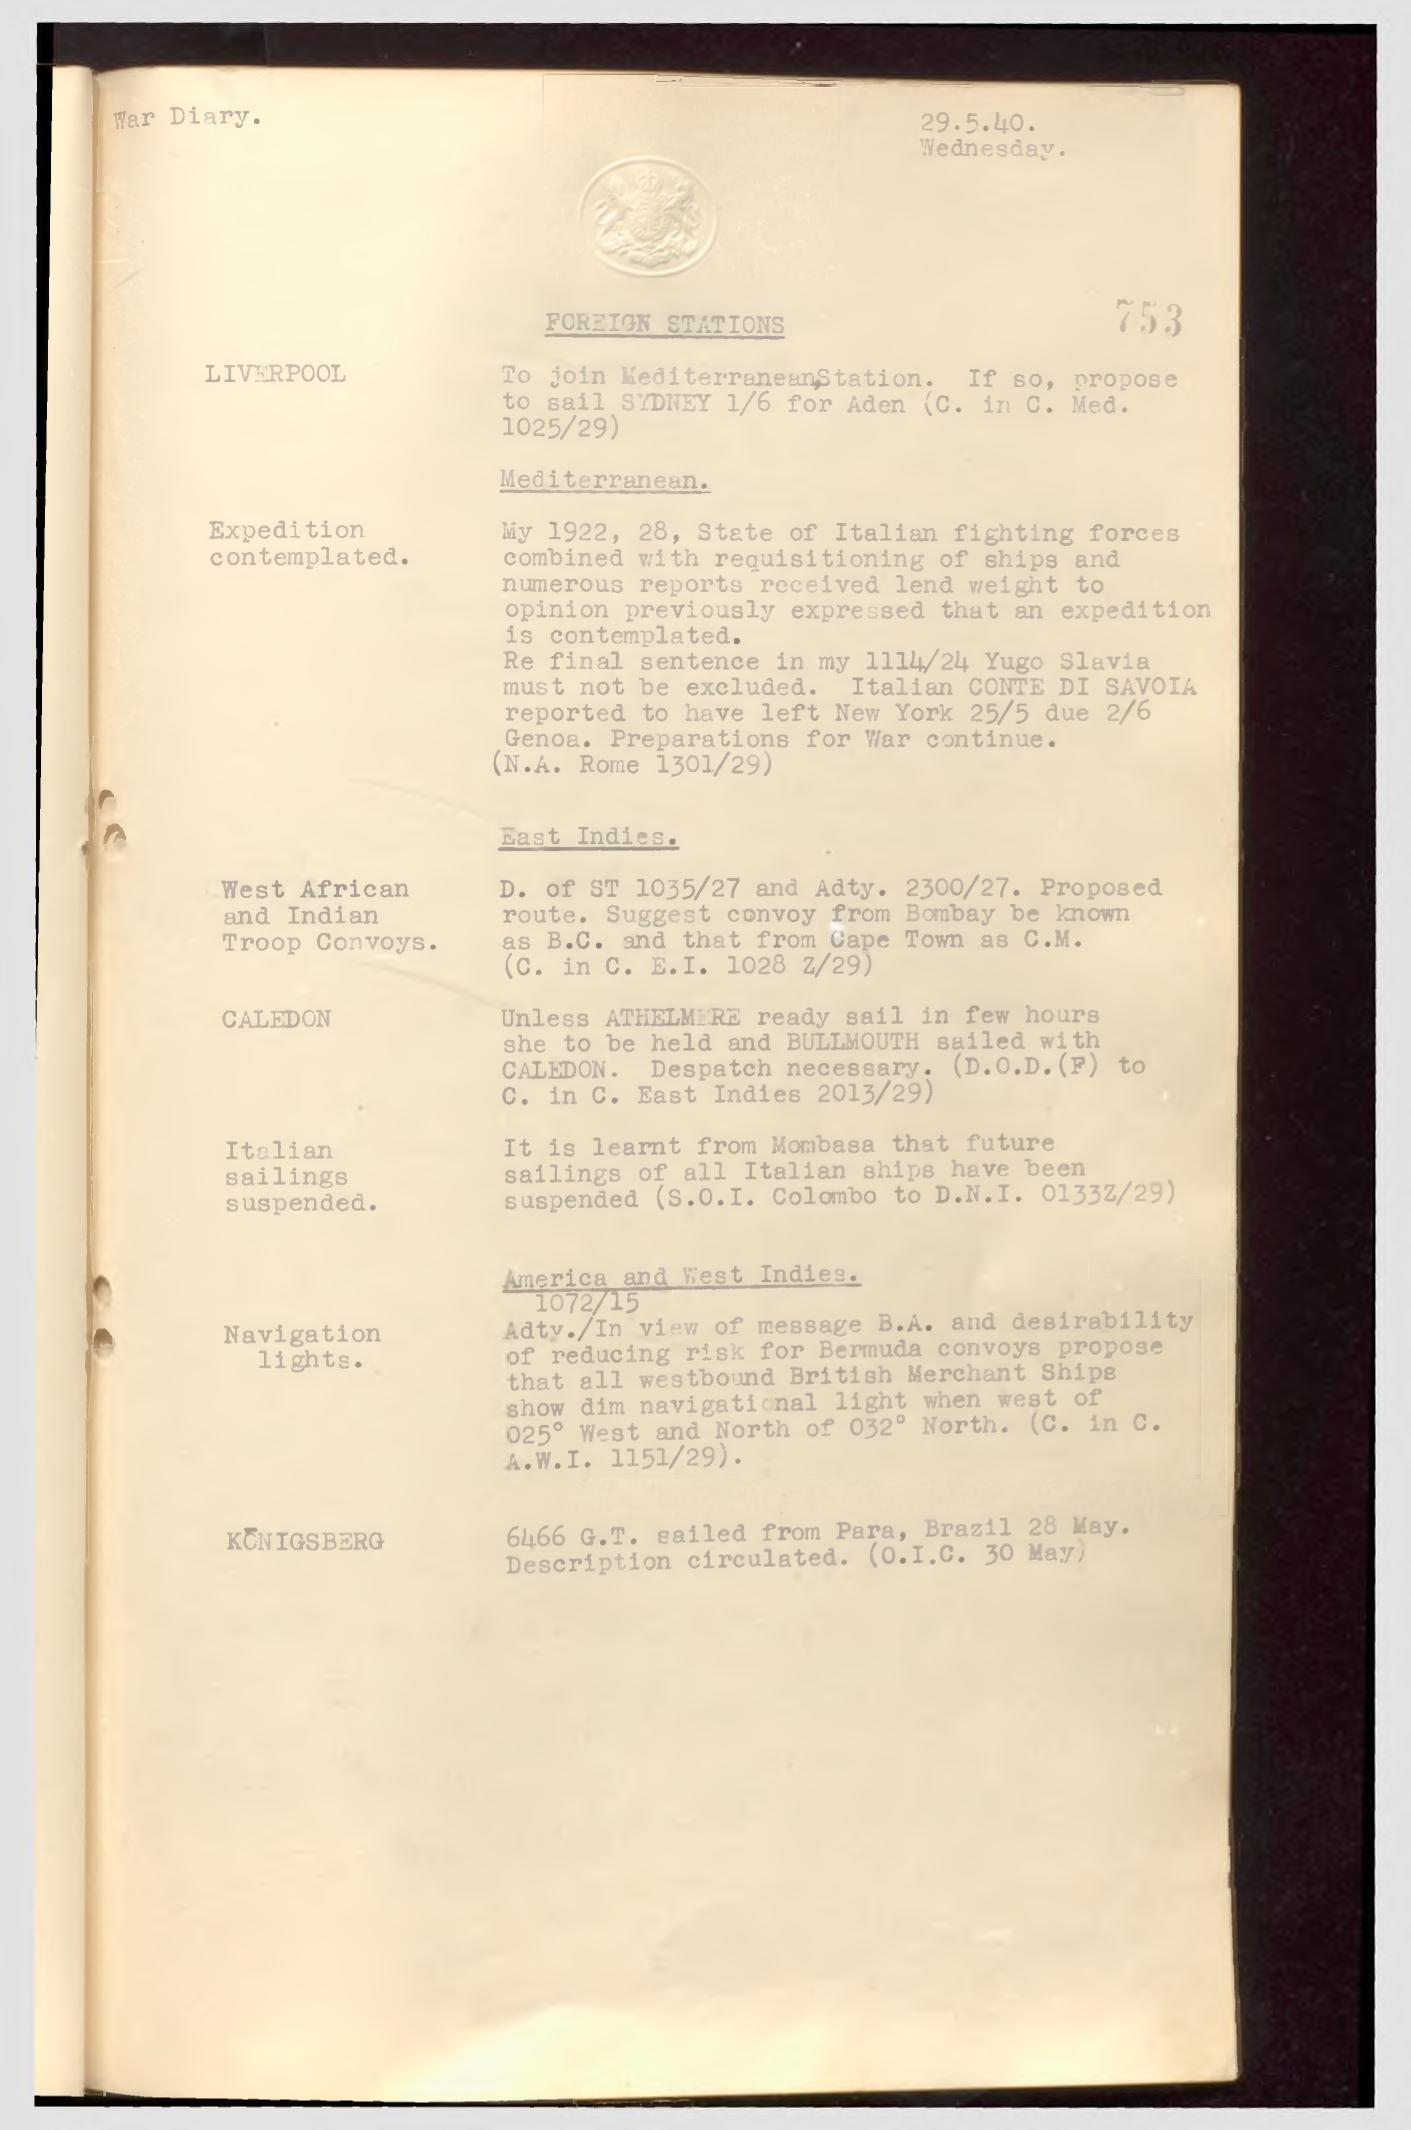 War Diary.
29.5.40.
Wednesday.
753
FOREIGN STATIONS
LIVERPOOL
To join Mediterranean Station. If so, propose
to sail SYDNEY 1/6 for Aden (C. in C. Med.
1025/29)
Mediterranean.
Expedition
contemplated.
My 1922, 28, State of Italian fighting forces
combined with requisitioning of ships and
numerous reports received lend weight to
opinion previously expressed that an expedition
is contemplated.
Re final sentence in my 1114/24 Yugo Slavia
must not be excluded. Italian CONTE DI SAVOIA
reported to have left New York 25/5 due 2/6
Genoa. Preparations for War continue.
(N.A. Rome 1301/29)
East Indies.
West African
and Indian
Troop Convoys.
D. of ST 1035/27 and Adty. 2300/27. Proposed
route. Suggest convoy from Bombay be known
as B.C. and that from Cape Town as C.M.
(C. in C. E.I. 1028 Z/29)
CALEDON
Unless ATHELMERE ready sail in few hours
she to be held and BULLMOUTH sailed with
CALEDON. Despatch necessary. (D.O.D.(F) to
C. in C. East Indies 2013/29)
Italian
sailings
suspended.
It is learnt from Mombasa that future
sailings of all Italian ships have been
suspended (S.O.I. Colombo to D.N.I. 0133Z/29)
America and West Indies.
1072/15
Navigation
lights.
Adty./In view of message B.A. and desirability
of reducing risk for Bermuda convoys propose
that all westbound British Merchant Ships
show dim navigational light when west of
025° West and North of 032° North. (C. in C.
A.W.I. 1151/29).
KÖNIGSBERG
6466 G.T. sailed from Para, Brazil 28 May.
Description circulated. (O.I.C. 30 May)